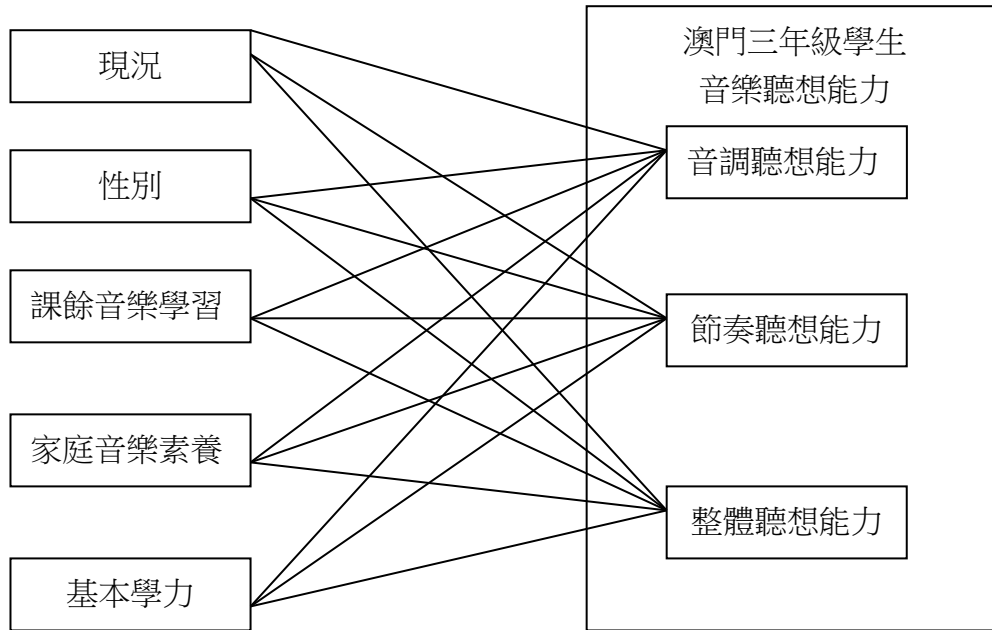 現況
性別
課餘音樂學習
家庭音樂素養
基本學力
澳門三年級學生
音樂聽想能力
音調聽想能力
節奏聽想能力
整體聽想能力